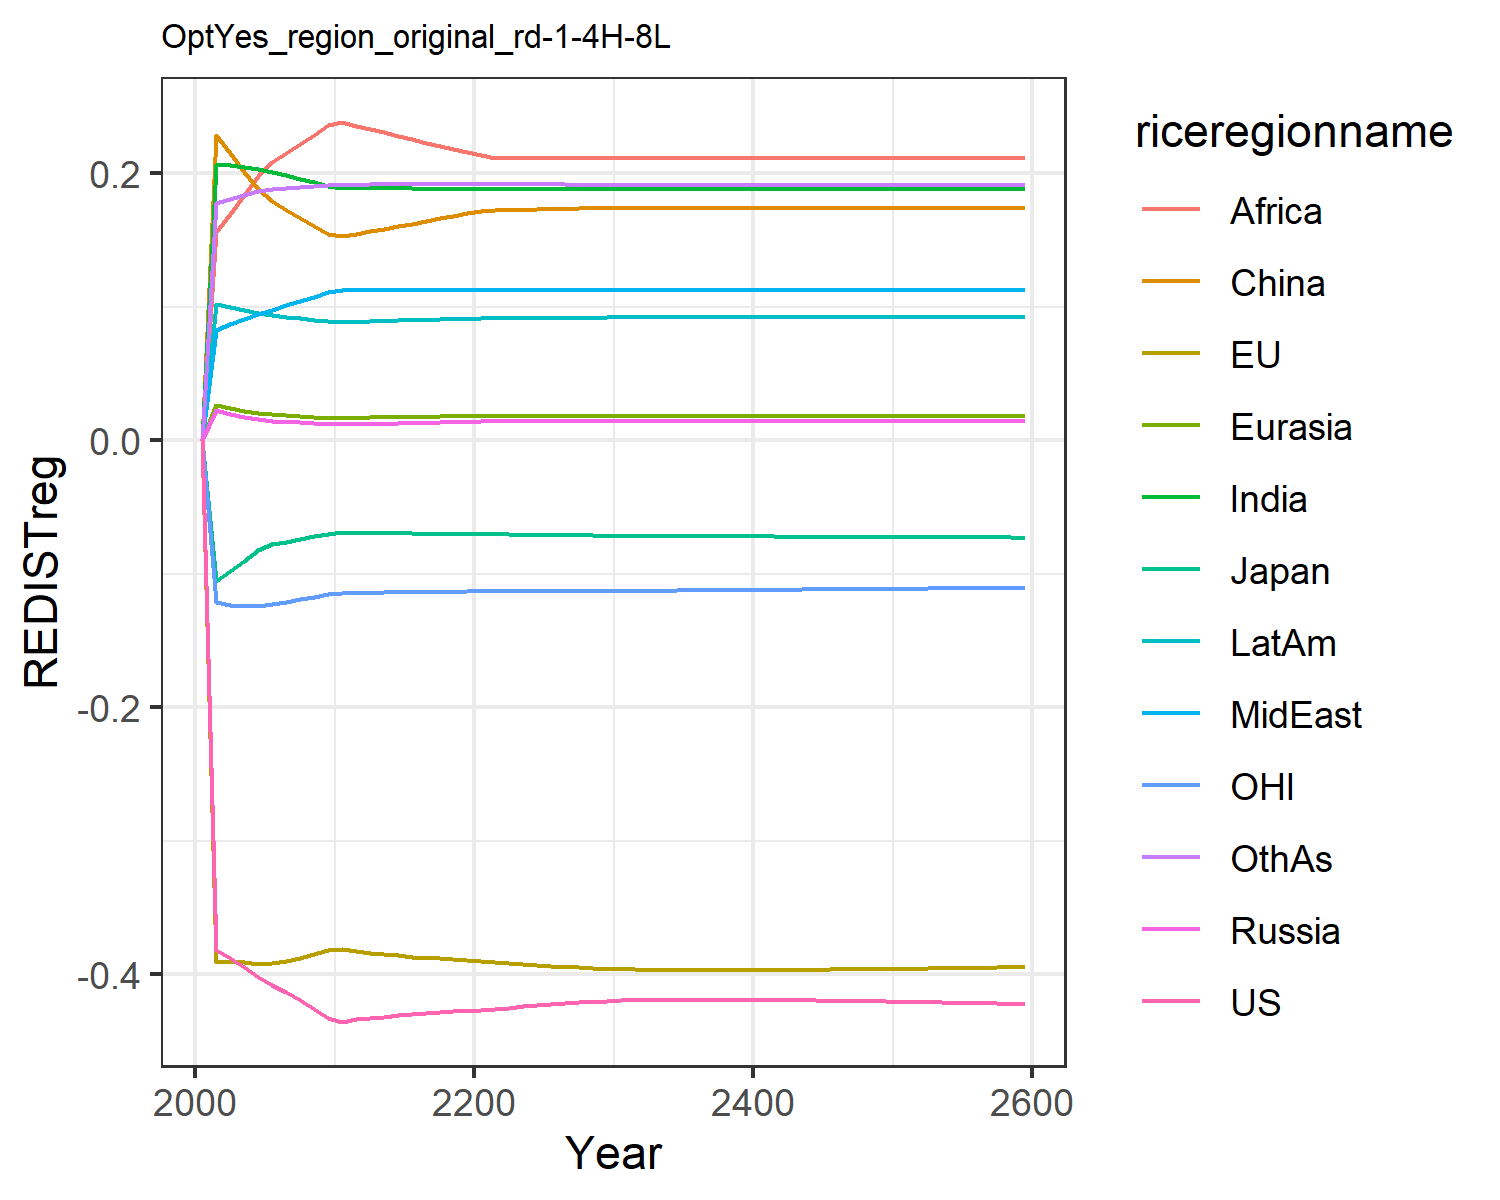 OptYes_region_original_rd-1-4H-8L
REDISTreg
0.2
0.0
-0.2
-0.4
2000
2200
2400
2600
Year
riceregionname
Africa
China
EU
Eurasia
India
Japan
LatAm
MidEast
OHI
OthAs
Russia
US